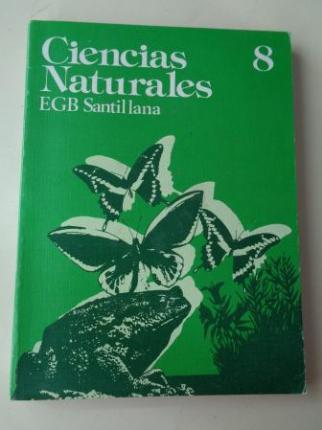 Ciencias 8
Naturales
EGB Santillana